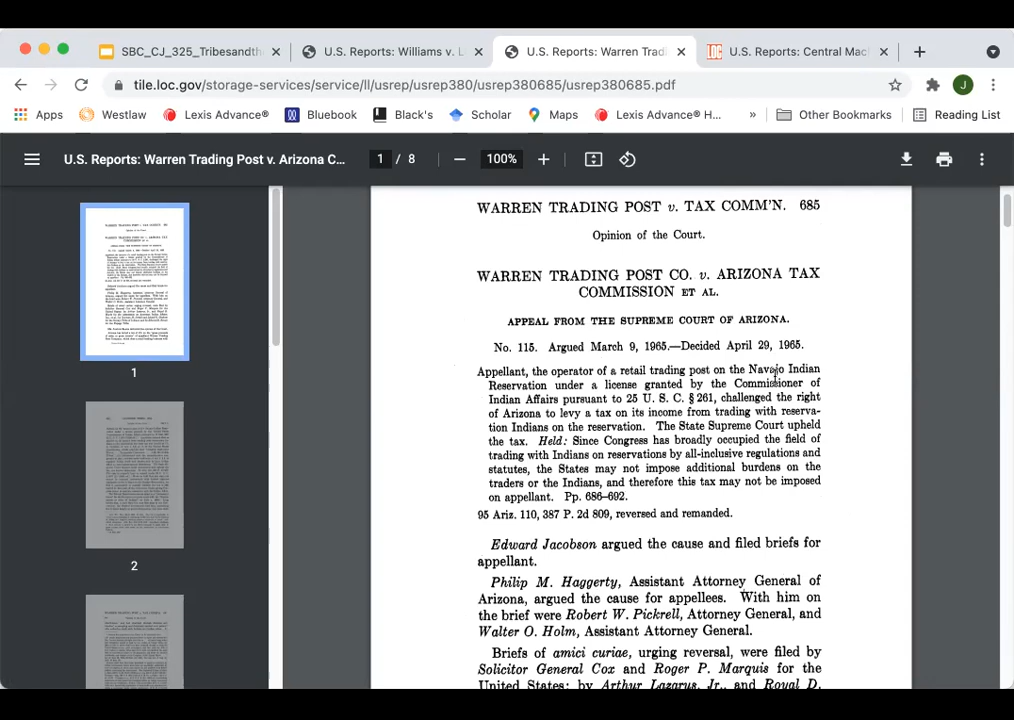 SBC_CJ_325_Tribesandth
U.S. Reports: Williams v. L
U.S. Reports: Warren Tradi
LOC
U.S. Reports: Central Mac
tile.loc.gov/storage-services/service/ll/usrep/usrep380/usrep380685/usrep380685.pdf
J
Apps
Westlaw
Lexis Advance®
Bluebook
Black's
Scholar
Maps
Lexis Advance® H...
»
Other Bookmarks
Reading List
U.S. Reports: Warren Trading Post v. Arizona C...
1 / 8
100%
1
2
WARREN TRADING POST v. TAX COMM'N. 685
Opinion of the Court.
WARREN TRADING POST CO. v. ARIZONA TAX
COMMISSION ET AL.
APPEAL FROM THE SUPREME COURT OF ARIZONA.
No. 115. Argued March 9, 1965.—Decided April 29, 1965.
Appellant, the operator of a retail trading post on the Navajo Indian
Reservation under a license granted by the Commissioner of
Indian Affairs pursuant to 25 U. S. C. § 261, challenged the right
of Arizona to levy a tax on its income from trading with reserva-
tion Indians on the reservation. The State Supreme Court upheld
the tax. Held: Since Congress has broadly occupied the field of
trading with Indians on reservations by all-inclusive regulations and
statutes, the States may not impose additional burdens on the
traders or the Indians, and therefore this tax may not be imposed
on appellant. Pp. 686–692.
95 Ariz. 110, 387 P. 2d 809, reversed and remanded.
Edward Jacobson argued the cause and filed briefs for
appellant.
Philip M. Haggerty, Assistant Attorney General of
Arizona, argued the cause for appellees. With him on
the brief were Robert W. Pickrell, Attorney General, and
Walter O. Holm, Assistant Attorney General.
Briefs of amici curiae, urging reversal, were filed by
Solicitor General Cox and Roger P. Marquis for the
United States; by Arthur Lazarus, Jr., and Royal D.